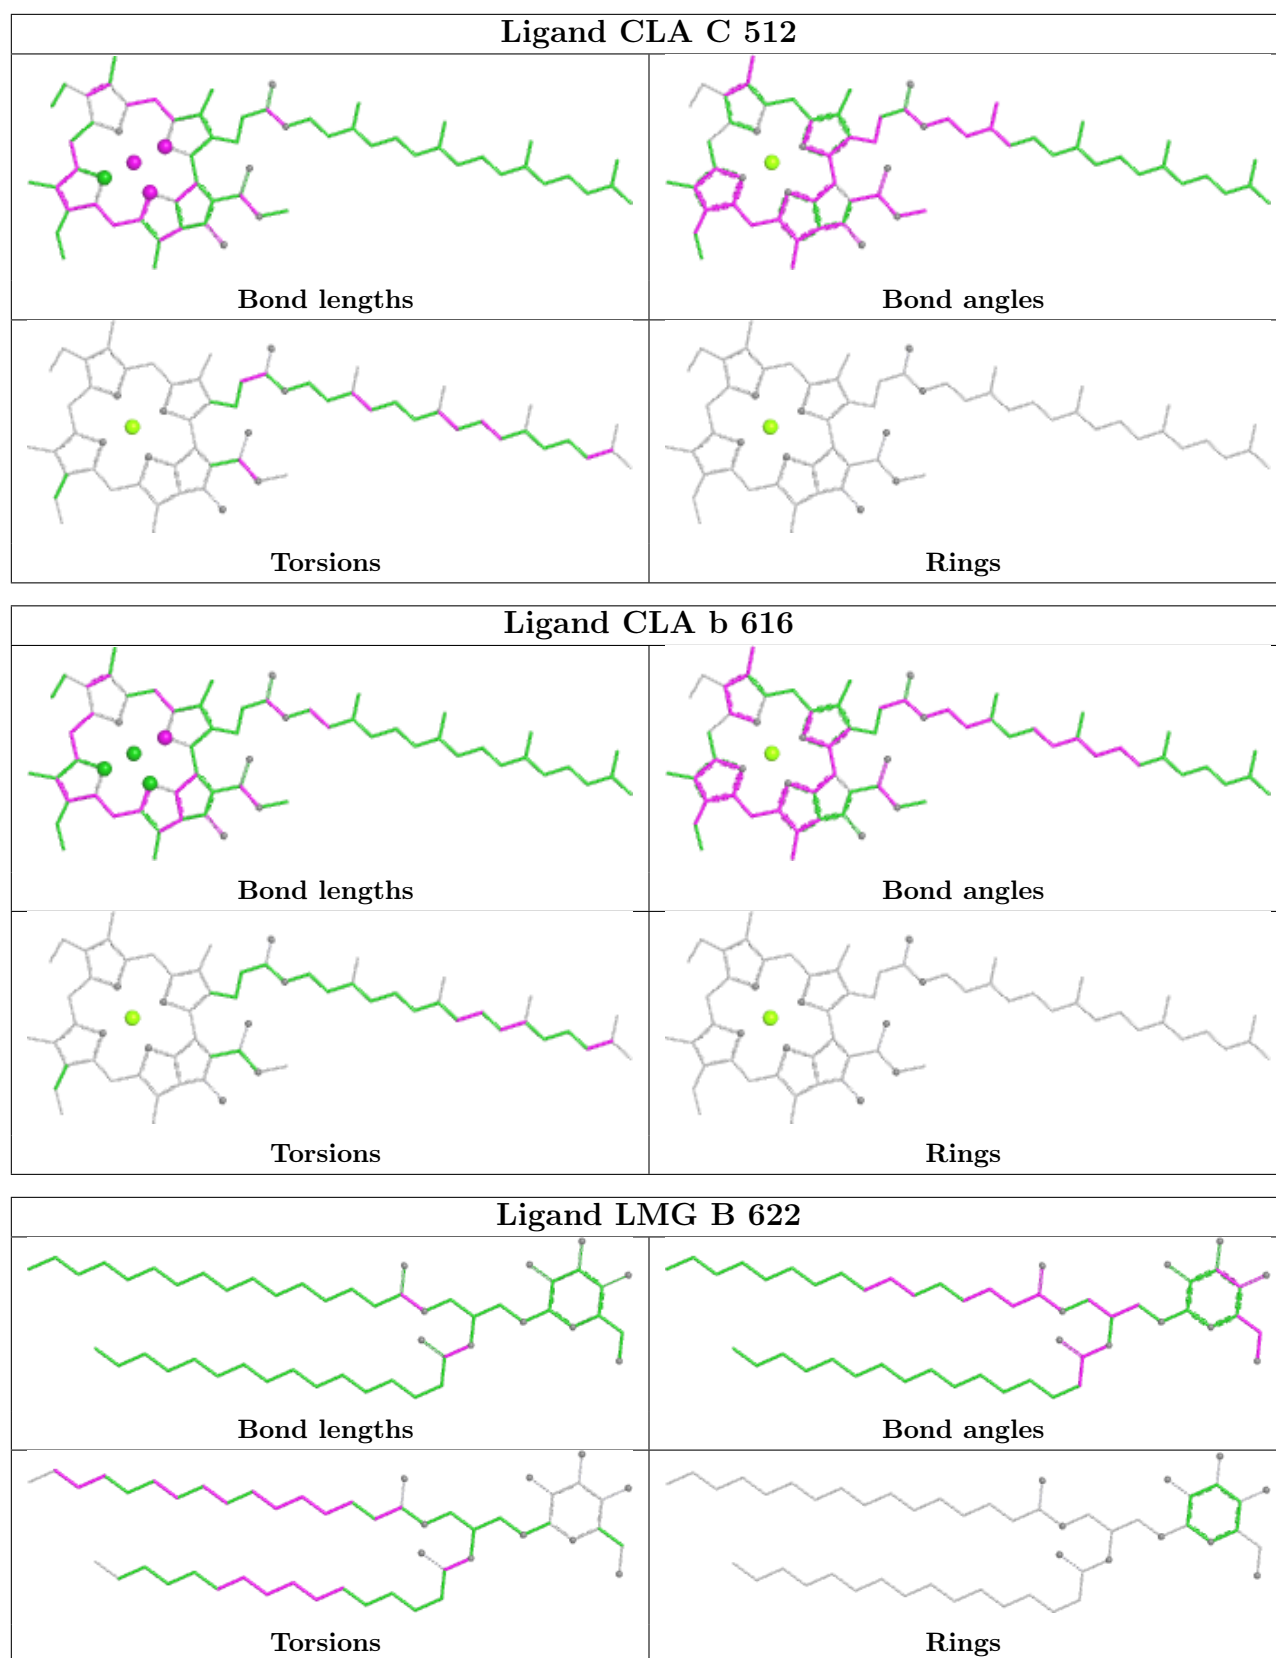 Ligand CLA C 512
Bond lengths
Bond angles
Torsions
Rings
Ligand CLA b 616
Bond lengths
Bond angles
Torsions
Rings
Ligand LMG B 622
Bond lengths
Bond angles
Torsions
Rings